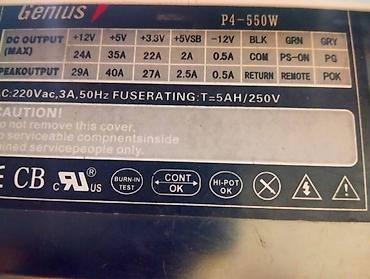 Genius
P4-550W
DC OUTPUT (MAX) +12V +5V +3.3V +5VSB -12V BLK GRN GRY
24A 35A 22A 2A 0.5A COM PS-ON PG
PEAKOUTPUT 29A 40A 27A 2.5A 0.5A RETURN REMOTE POK
C:220Vac,3A,50Hz FUSERATING:T=5AH/250V
CAUTION!
o not remove this cover,
o serviceable compnentsinside
ained servicepeople only.
CE CB c RU US BURN-IN TEST CONT OK HI-POT OK